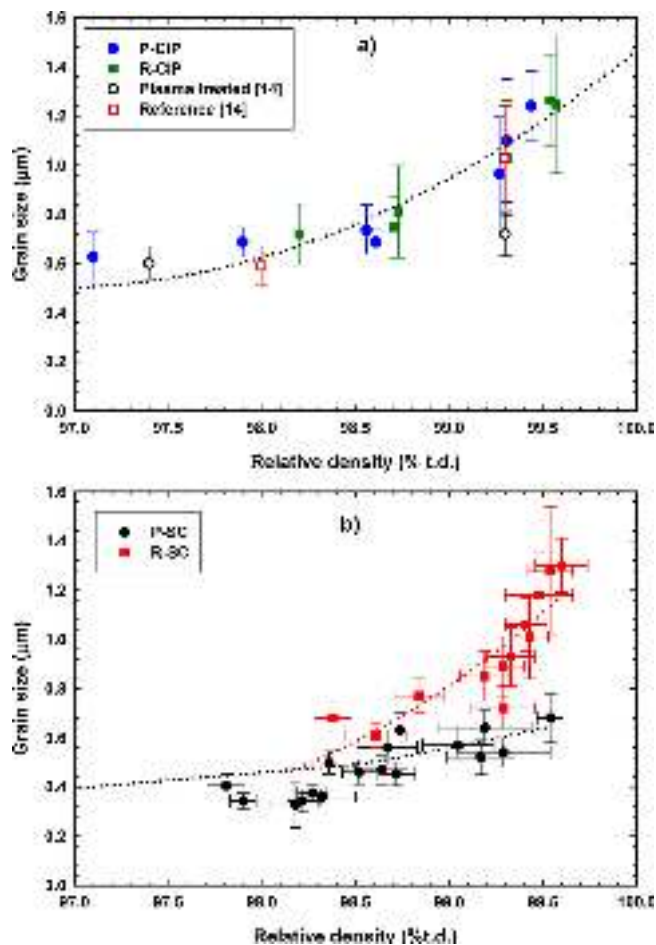 1.6
1.4
1.2
1.0
0.8
0.6
0.4
0.2
0.0
Grain size (μm)
a)
P-CIP
R-CIP
Plasma treated [14]
Reference [14]
97.0 97.5 98.0 98.5 99.0 99.5 100.0
Relative density (% t.d.)
1.6
1.4
1.2
1.0
0.8
0.6
0.4
0.2
0.0
Grain size (μm)
b)
P-SC
R-SC
97.0 97.5 98.0 98.5 99.0 99.5 100.0
Relative density (%t.d.)